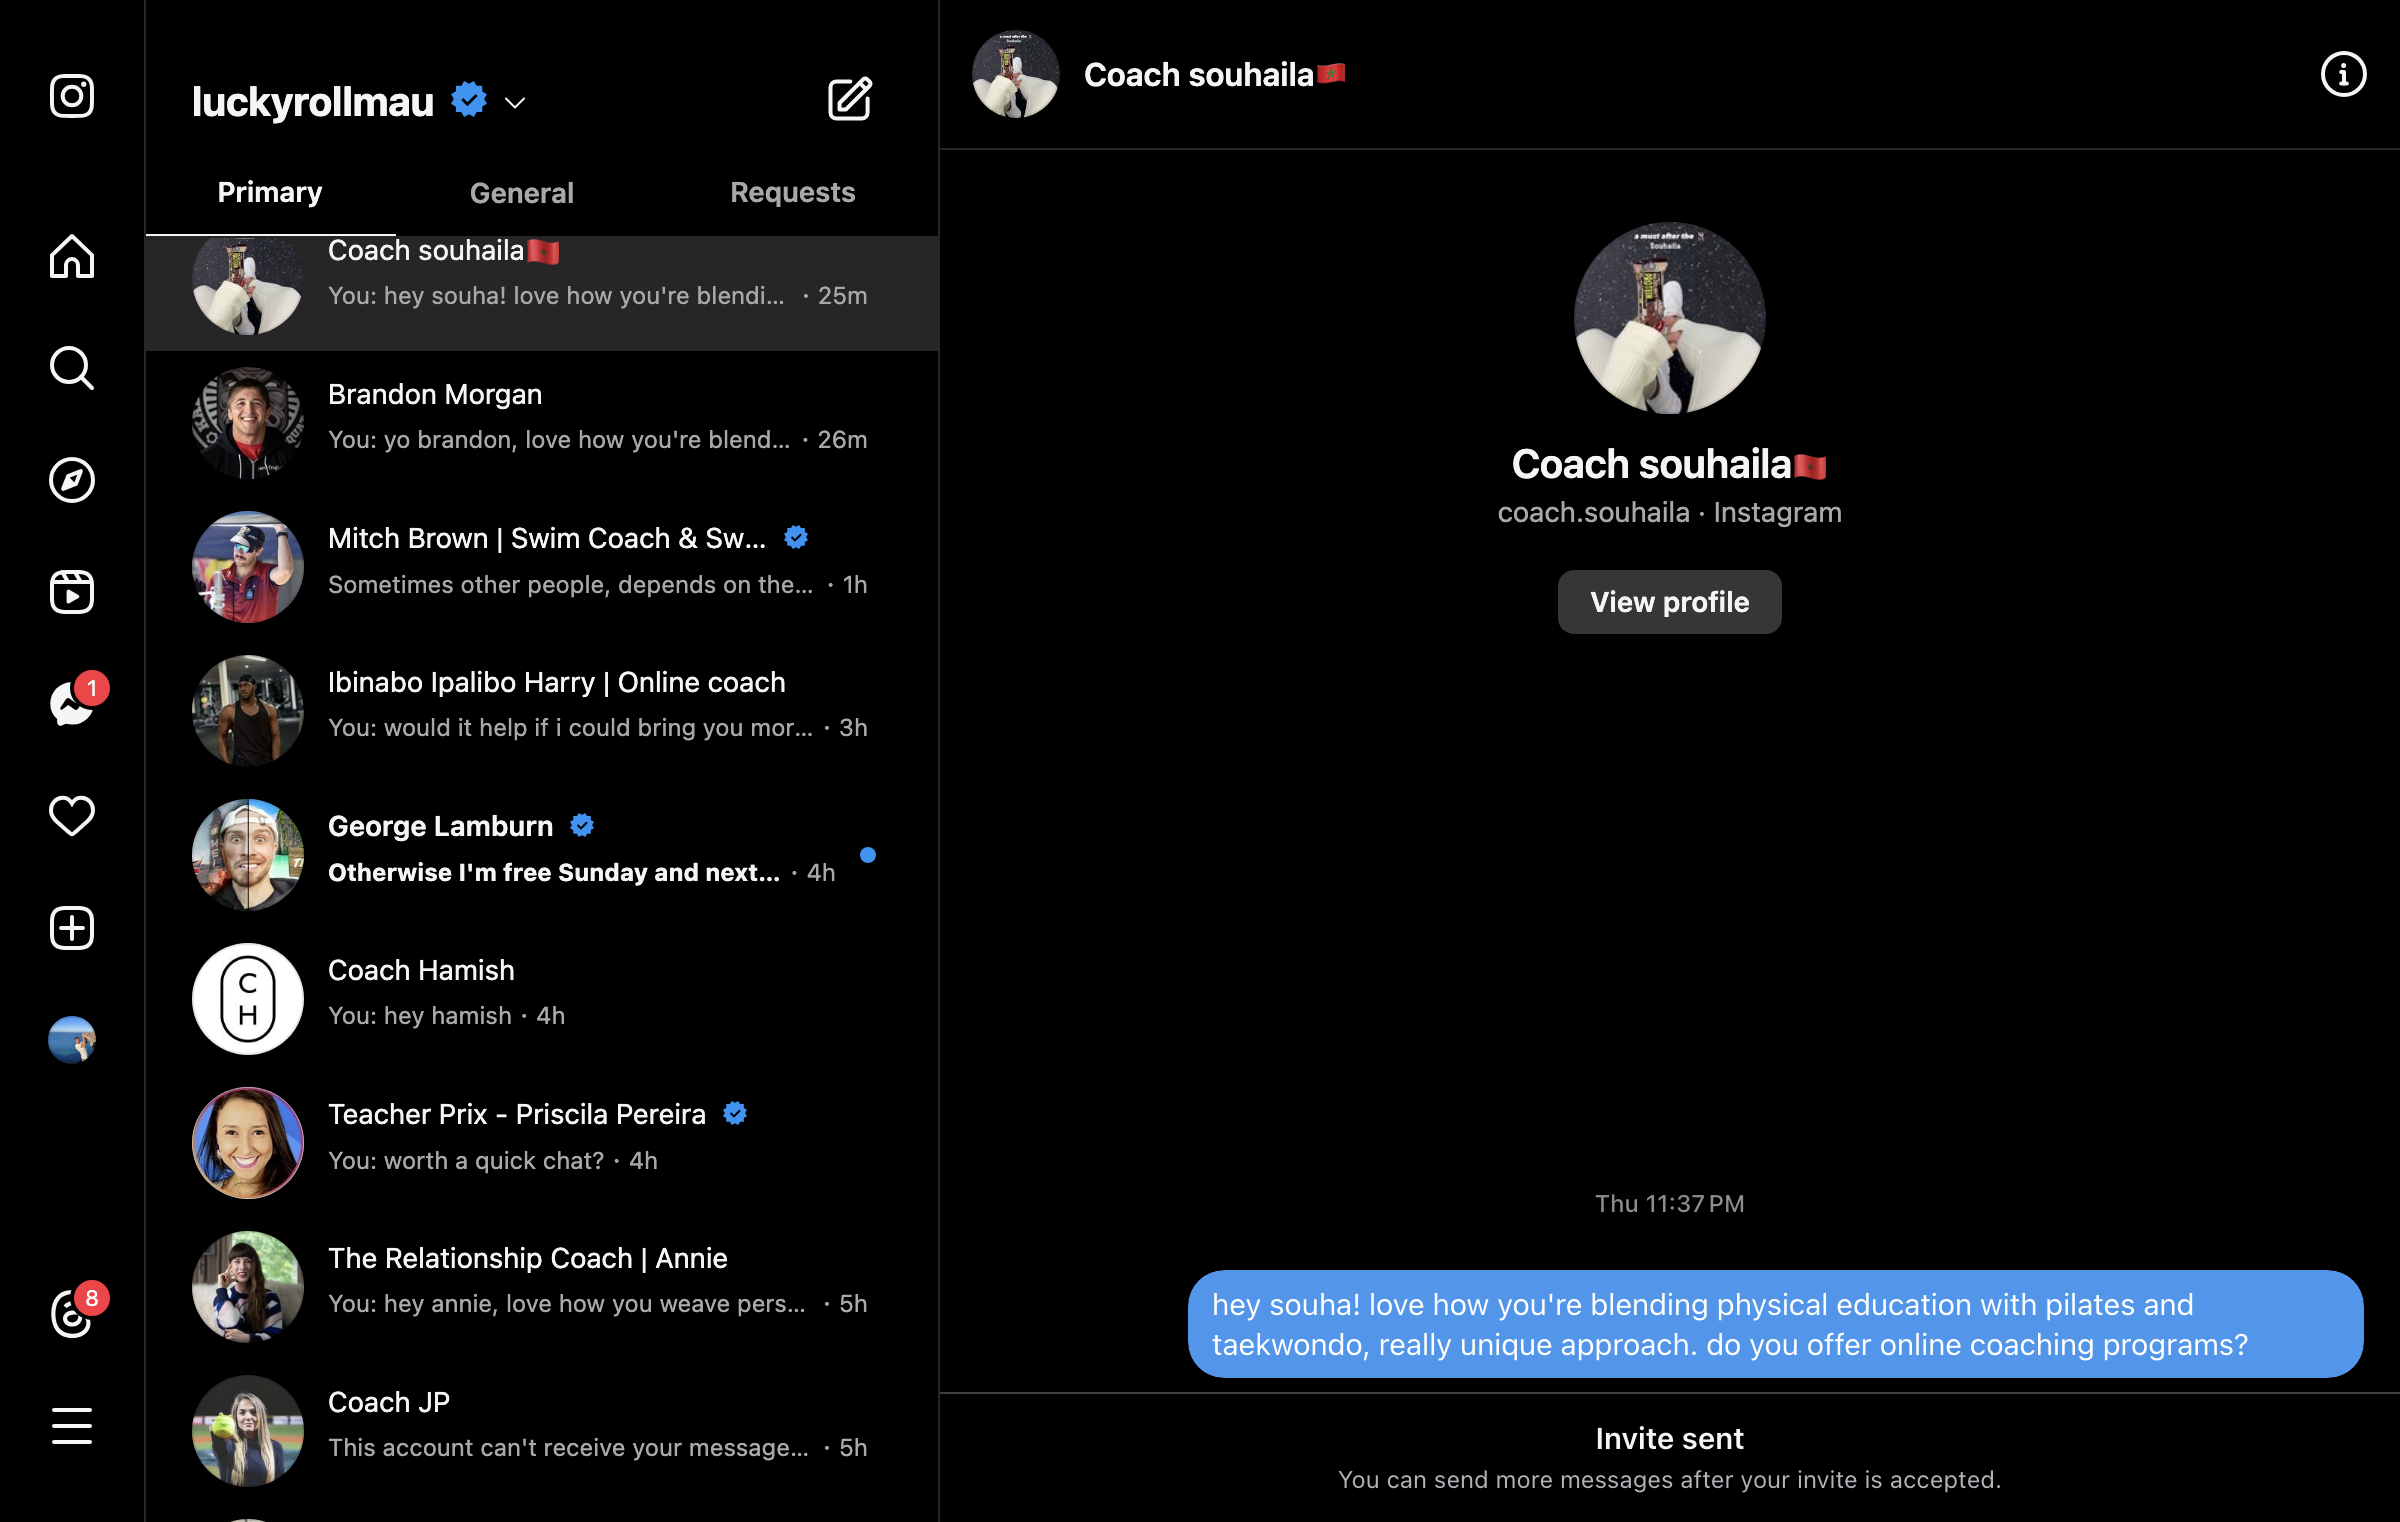 luckyrollmau
Primary
General
Requests
Coach souhaila🇲🇦
You: hey souha! love how you're blendi... · 25m
Brandon Morgan
You: yo brandon, love how you're blend... · 26m
Mitch Brown | Swim Coach & Sw...
Sometimes other people, depends on the... · 1h
Ibinabo Ipalibo Harry | Online coach
You: would it help if i could bring you mor... · 3h
George Lamburn
Otherwise I'm free Sunday and next... · 4h
C
H
Coach Hamish
You: hey hamish · 4h
Teacher Prix - Priscila Pereira
You: worth a quick chat? · 4h
The Relationship Coach | Annie
You: hey annie, love how you weave pers... · 5h
Coach JP
This account can't receive your message... · 5h
1
8
Coach souhaila🇲🇦
a must after the
Souhaila
Coach souhaila🇲🇦
coach.souhaila · Instagram
View profile
Thu 11:37 PM
hey souha! love how you're blending physical education with pilates and
taekwondo, really unique approach. do you offer online coaching programs?
Invite sent
You can send more messages after your invite is accepted.